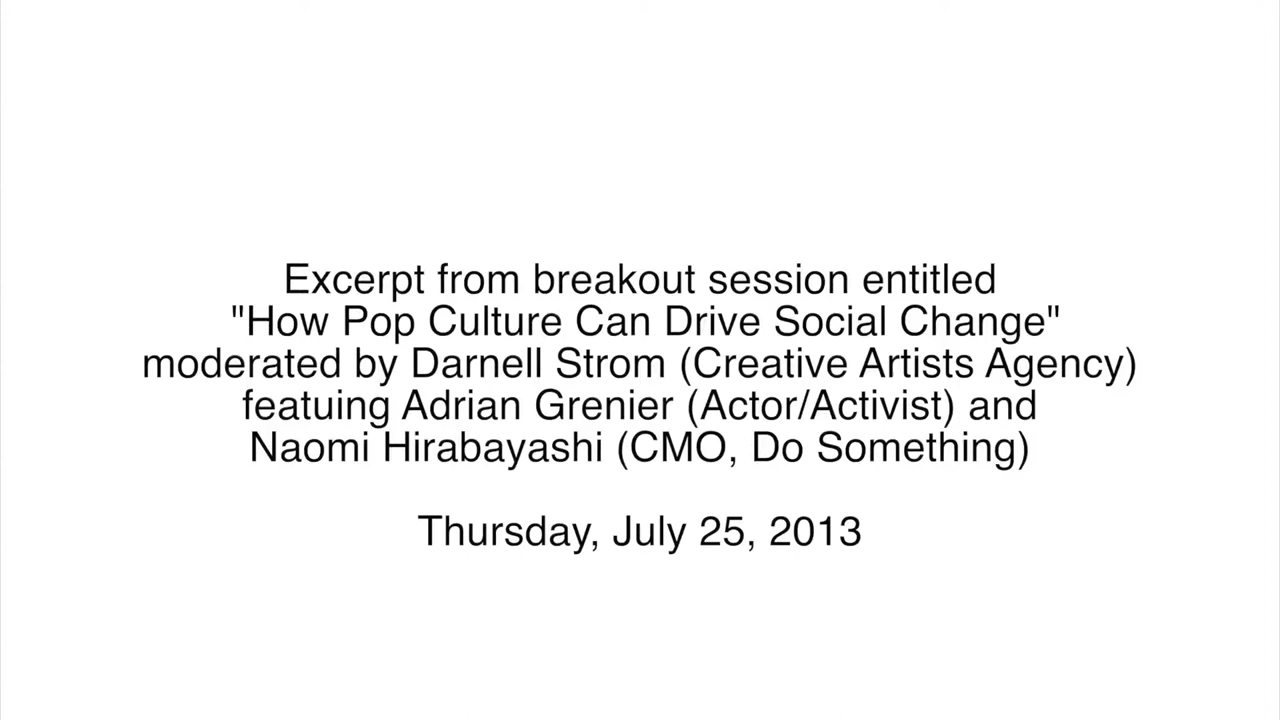 Excerpt from breakout session entitled
"How Pop Culture Can Drive Social Change"
moderated by Darnell Strom (Creative Artists Agency)
featuing Adrian Grenier (Actor/Activist) and
Naomi Hirabayashi (CMO, Do Something)
Thursday, July 25, 2013